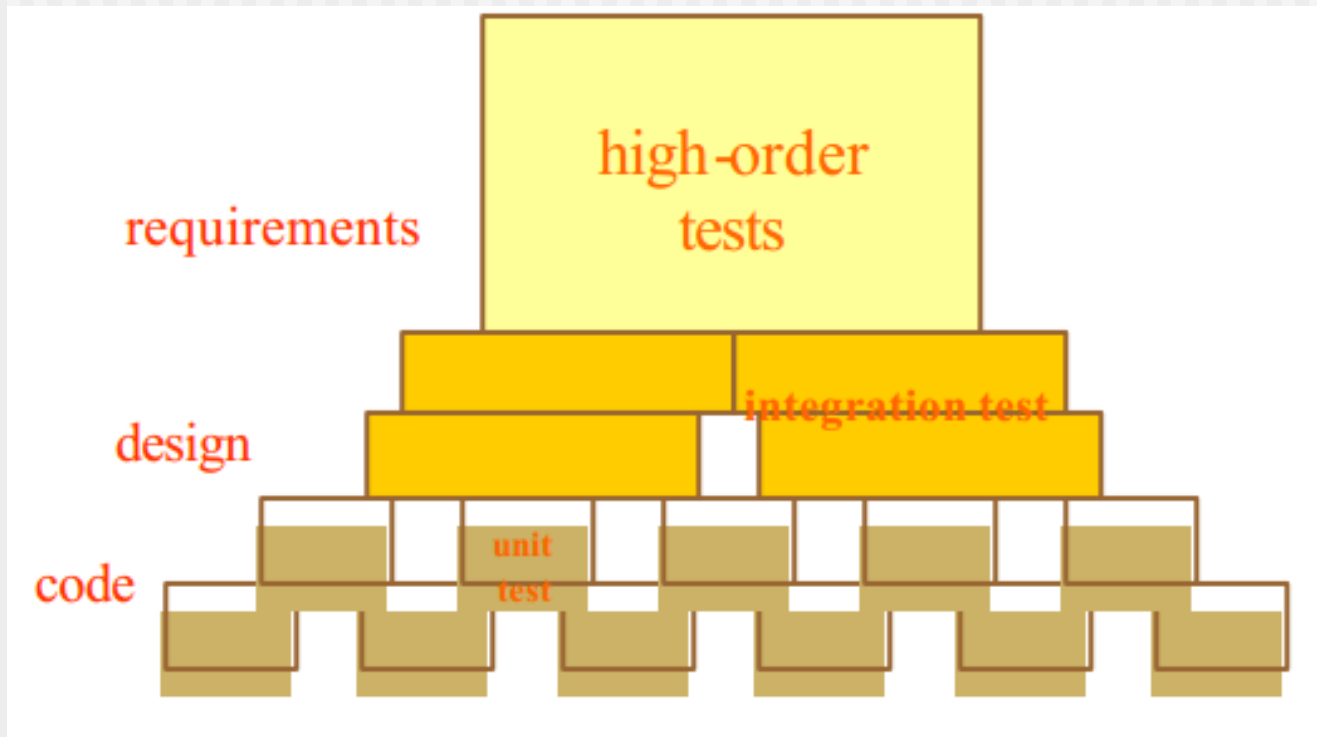 high-order
tests
requirements
integration test
design
unit
test
code